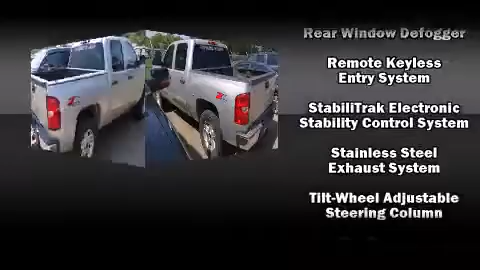 Rear Window Defogger
Remote Keyless
Entry System
StabiliTrak Electronic
Stability Control System
Stainless Steel
Exhaust System
Tilt-Wheel Adjustable
Steering Column